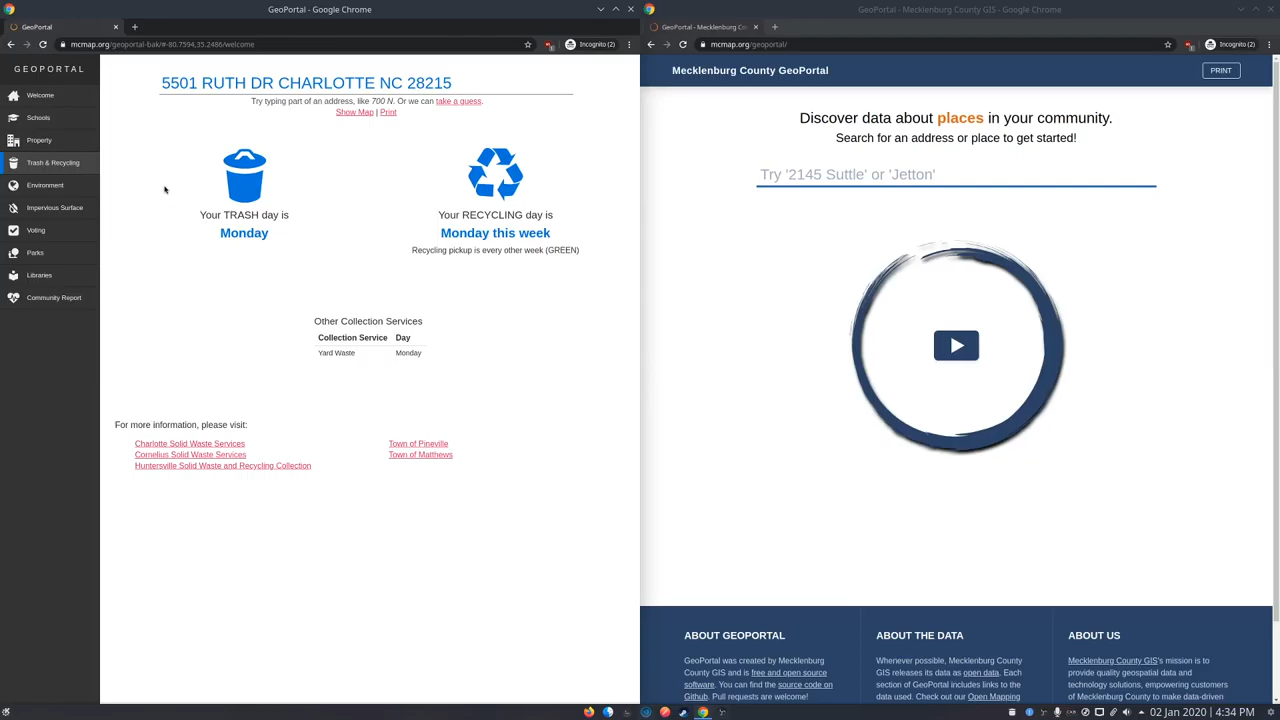 GeoPortal - Google Chrome
GeoPortal - Mecklenburg County GIS - Google Chrome
GeoPortal
GeoPortal - Mecklenburg Cou
mcmap.org/geoportal-bak/#-80.7594,35.2486/welcome
Incognito (2)
mcmap.org/geoportal/
Incognito (2)
GEOPORTAL
Welcome
Schools
Property
Trash & Recycling
Environment
Impervious Surface
Voting
Parks
Libraries
Community Report
5501 RUTH DR CHARLOTTE NC 28215
Try typing part of an address, like 700 N. Or we can take a guess.
Show Map | Print
Your TRASH day is
Monday
Your RECYCLING day is
Monday this week
Recycling pickup is every other week (GREEN)
Other Collection Services
Collection Service Day
Yard Waste Monday
For more information, please visit:
Charlotte Solid Waste Services
Cornelius Solid Waste Services
Huntersville Solid Waste and Recycling Collection
Town of Pineville
Town of Matthews
Mecklenburg County GeoPortal
PRINT
Discover data about places in your community.
Search for an address or place to get started!
Try '2145 Suttle' or 'Jetton'
ABOUT GEOPORTAL
GeoPortal was created by Mecklenburg
County GIS and is free and open source
software. You can find the source code on
Github. Pull requests are welcome!
ABOUT THE DATA
Whenever possible, Mecklenburg County
GIS releases its data as open data. Each
section of GeoPortal includes links to the
data used. Check out our Open Mapping
ABOUT US
Mecklenburg County GIS's mission is to
provide quality geospatial data and
technology solutions, empowering customers
of Mecklenburg County to make data-driven
02 Jan 2020 | 4:34 PM